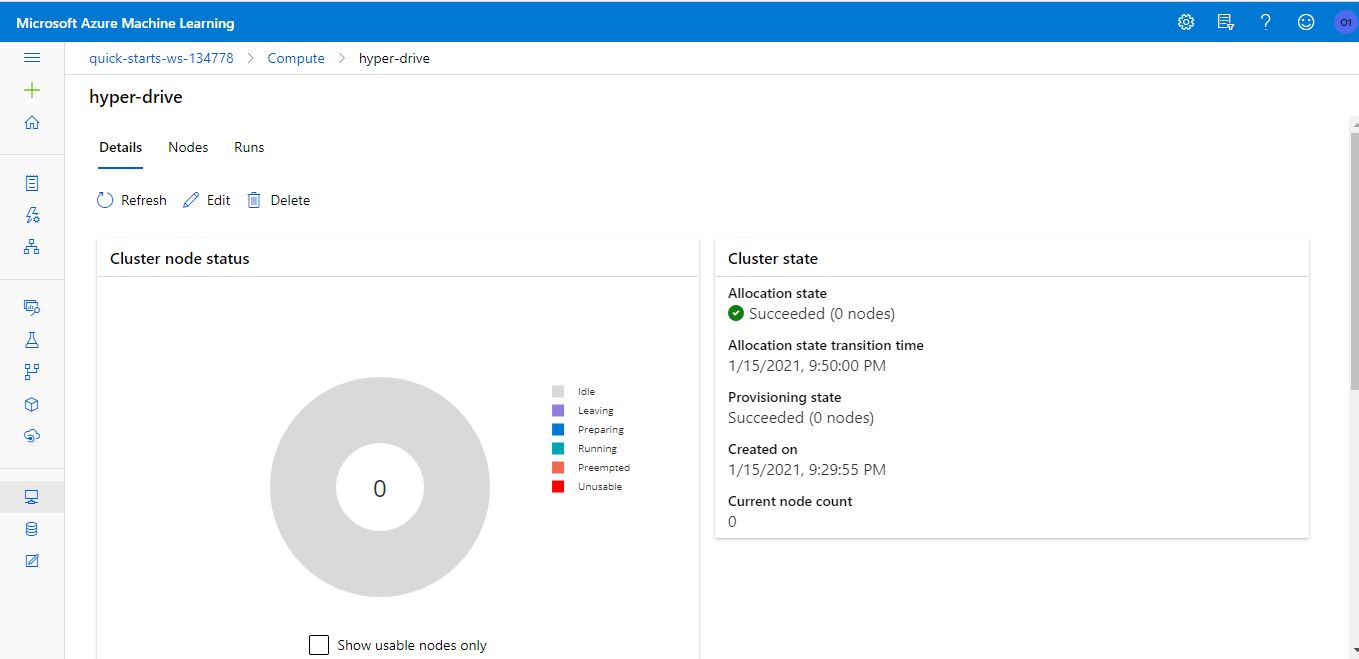 Microsoft Azure Machine Learning
O1
quick-starts-ws-134778 > Compute > hyper-drive
hyper-drive
Details Nodes Runs
Refresh Edit Delete
Cluster node status
0
Idle
Leaving
Preparing
Running
Preempted
Unusable
Show usable nodes only
Cluster state
Allocation state
Succeeded (0 nodes)
Allocation state transition time
1/15/2021, 9:50:00 PM
Provisioning state
Succeeded (0 nodes)
Created on
1/15/2021, 9:29:55 PM
Current node count
0